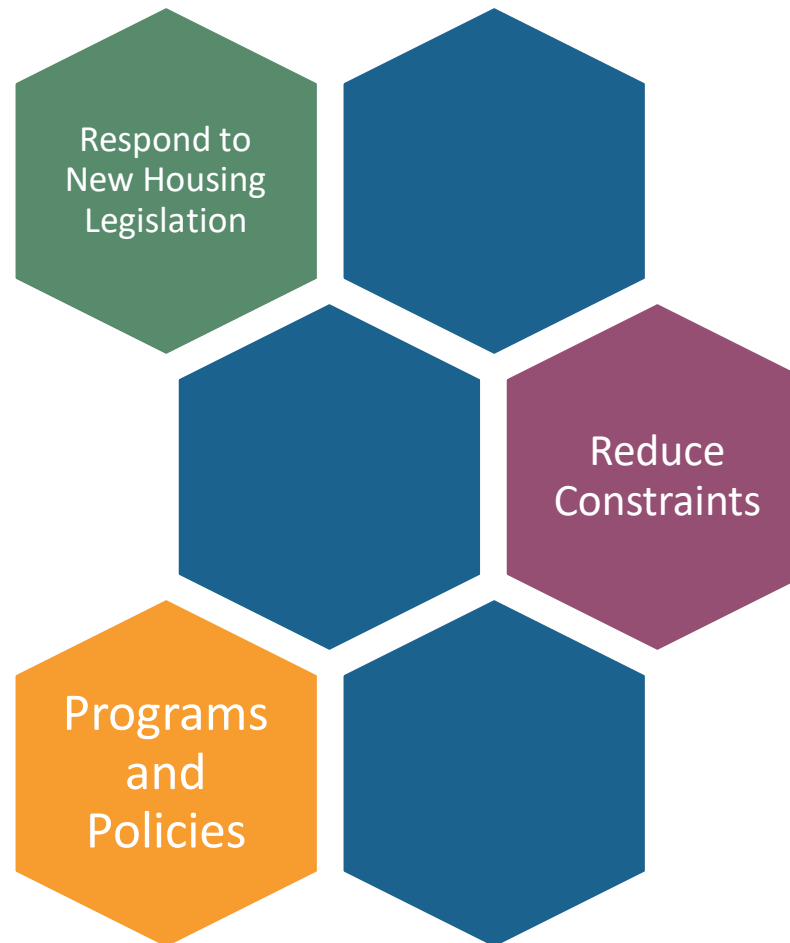 Respond to
New Housing
Legislation
Reduce
Constraints
Programs
and
Policies